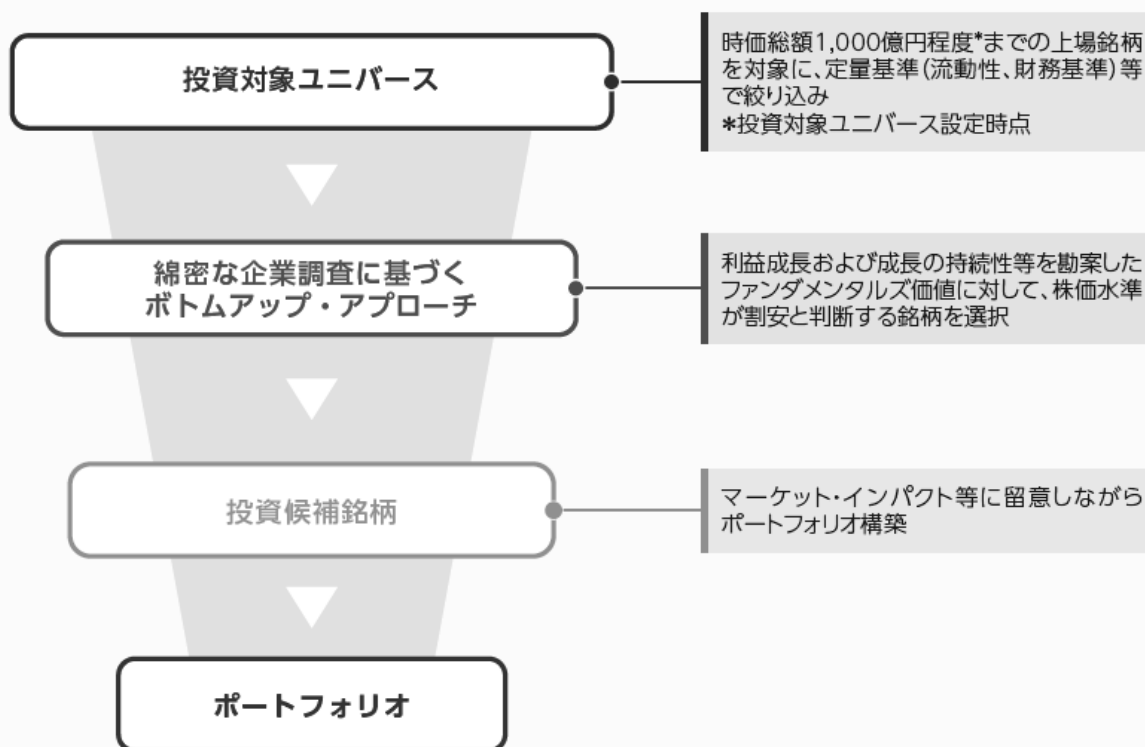 投資対象ユニバース
時価総額1,000億円程度*までの上場銘柄
を対象に、定量基準(流動性、財務基準)等
で絞り込み
*投資対象ユニバース設定時点
綿密な企業調査に基づく
ボトムアップ・アプローチ
利益成長および成長の持続性等を勘案した
ファンダメンタルズ価値に対して、株価水準
が割安と判断する銘柄を選択
投資候補銘柄
マーケット・インパクト等に留意しながら
ポートフォリオ構築
ポートフォリオ